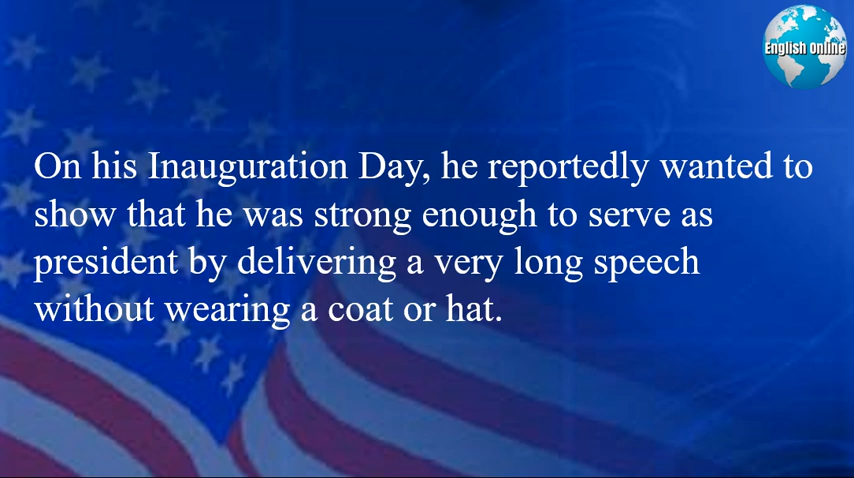 English Online
On his Inauguration Day, he reportedly wanted to
show that he was strong enough to serve as
president by delivering a very long speech
without wearing a coat or hat.